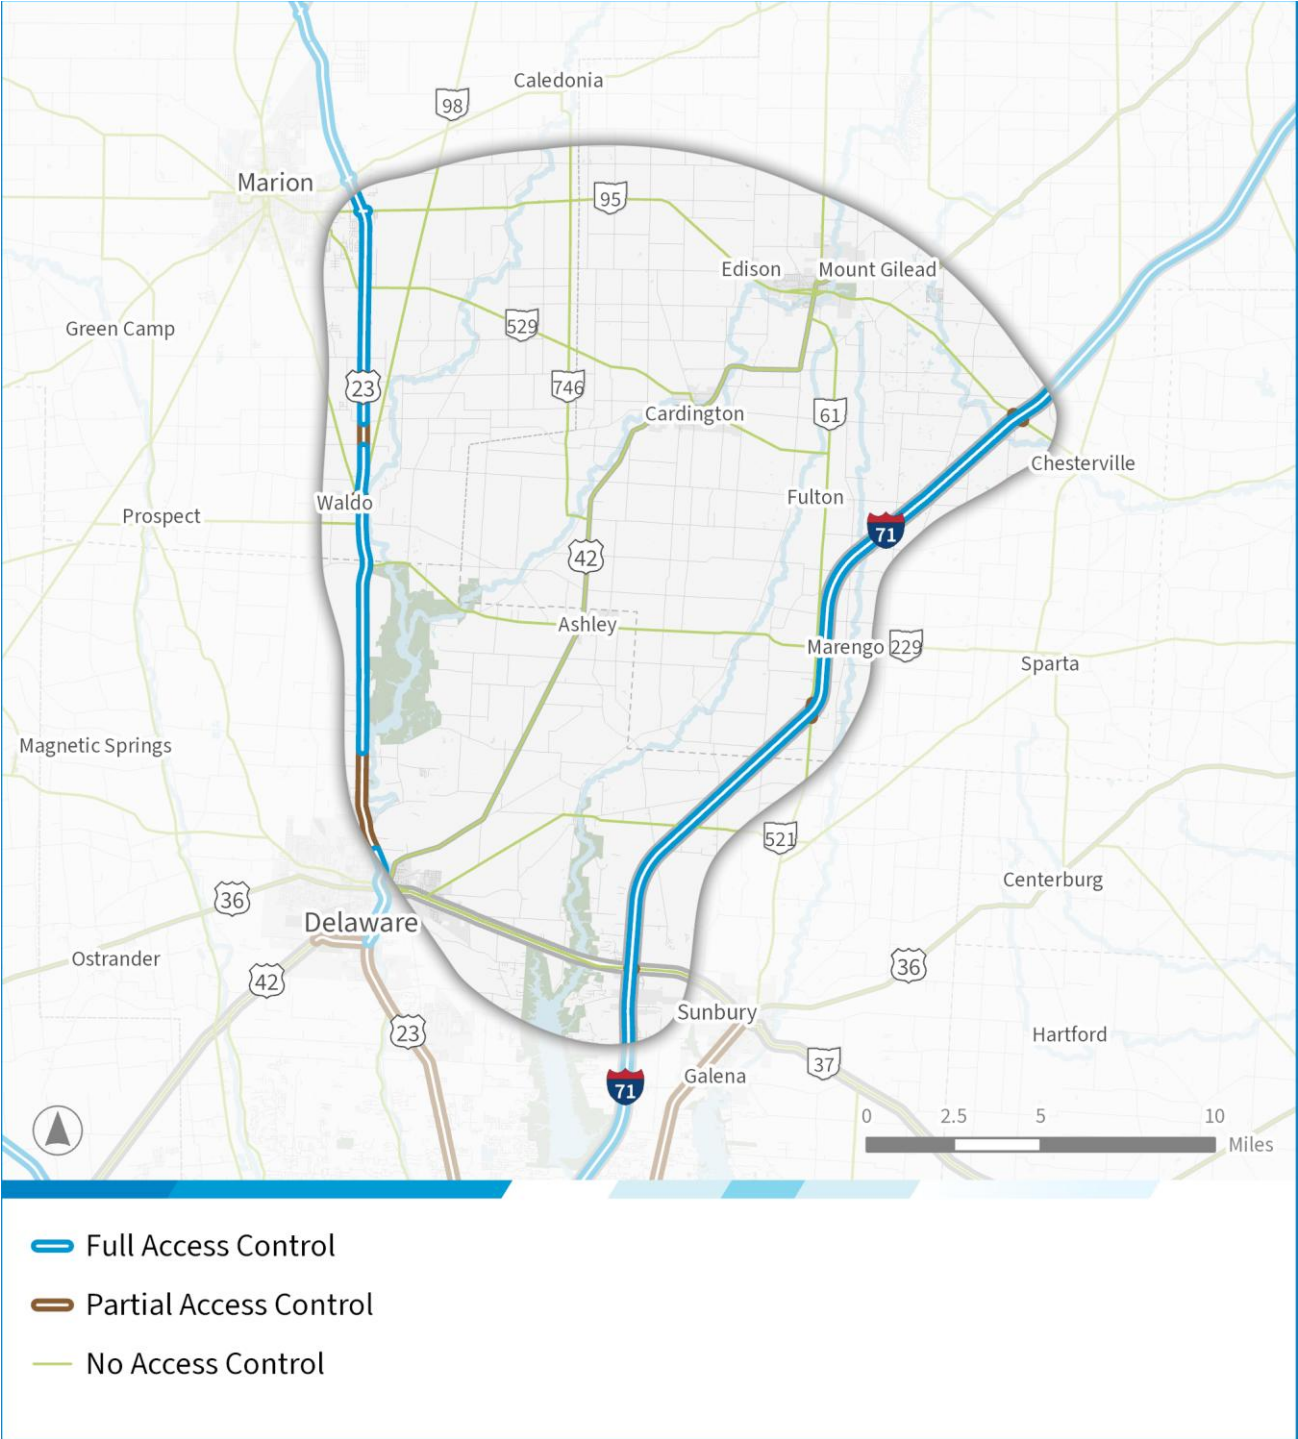 Caledonia
98
Marion
95
Edison
Mount Gilead
Green Camp
529
23
746
Cardington
61
Chesterville
Waldo
Fulton
Prospect
71
42
Ashley
Marengo
229
Sparta
Magnetic Springs
521
Centerburg
36
Delaware
Ostrander
42
36
Sunbury
23
Hartford
37
Galena
71
0
2.5
5
10
Miles
Full Access Control
Partial Access Control
No Access Control